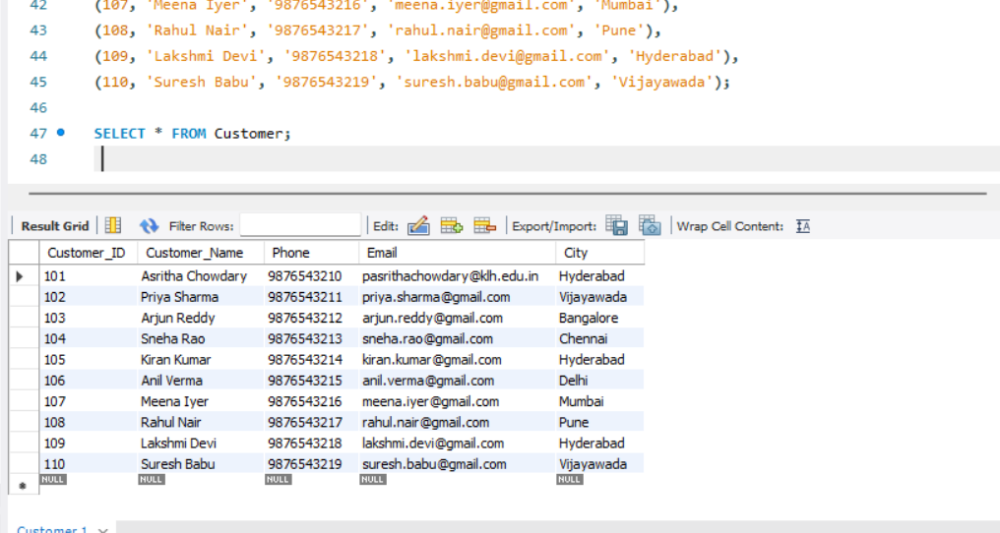 42 (107, 'Meena Iyer', '9876543216', 'meena.iyer@gmail.com', 'Mumbai'),
43 (108, 'Rahul Nair', '9876543217', 'rahul.nair@gmail.com', 'Pune'),
44 (109, 'Lakshmi Devi', '9876543218', 'lakshmi.devi@gmail.com', 'Hyderabad'),
45 (110, 'Suresh Babu', '9876543219', 'suresh.babu@gmail.com', 'Vijayawada');
46
47 SELECT * FROM Customer;
48
Result Grid Filter Rows: Edit: Export/Import: Wrap Cell Content: IA
Customer_ID Customer_Name Phone Email City
101 Asritha Chowdary 9876543210 pasrithachowdary@klh.edu.in Hyderabad
102 Priya Sharma 9876543211 priya.sharma@gmail.com Vijayawada
103 Arjun Reddy 9876543212 arjun.reddy@gmail.com Bangalore
104 Sneha Rao 9876543213 sneha.rao@gmail.com Chennai
105 Kiran Kumar 9876543214 kiran.kumar@gmail.com Hyderabad
106 Anil Verma 9876543215 anil.verma@gmail.com Delhi
107 Meena Iyer 9876543216 meena.iyer@gmail.com Mumbai
108 Rahul Nair 9876543217 rahul.nair@gmail.com Pune
109 Lakshmi Devi 9876543218 lakshmi.devi@gmail.com Hyderabad
110 Suresh Babu 9876543219 suresh.babu@gmail.com Vijayawada
NULL NULL NULL NULL NULL
Customer 1